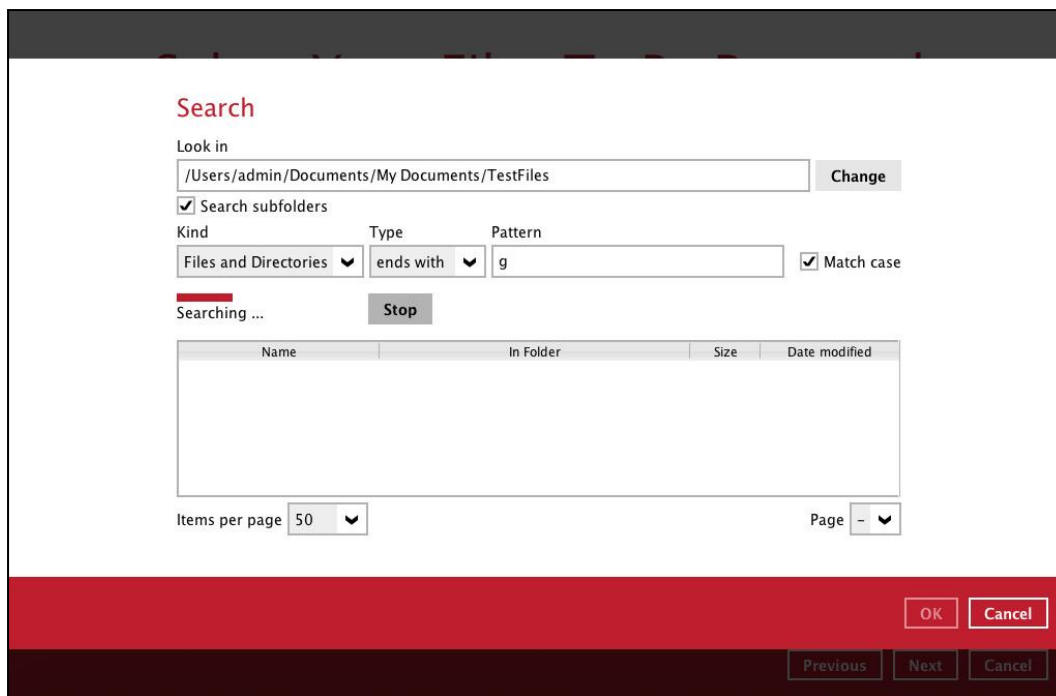 Search
Look in
/Users/admin/Documents/My Documents/TestFiles Change
Search subfolders
Kind Type Pattern
Files and Directories ends with g Match case
Searching ... Stop
Name In Folder Size Date modified
Items per page 50 Page -
OK Cancel
Previous Next Cancel